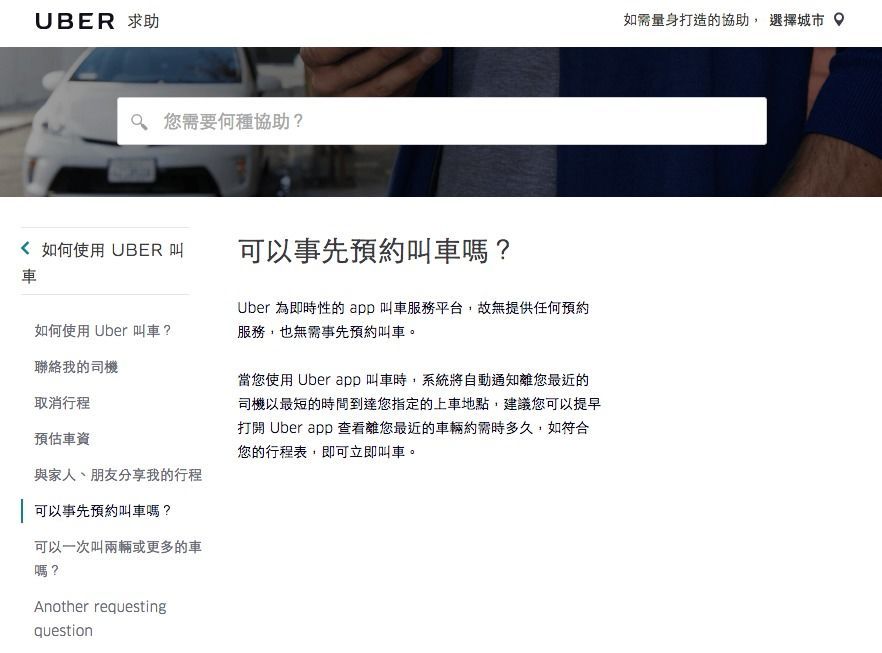 UBER 求助
如需量身打造的協助， 選擇城市
您需要何種協助？
如何使用 UBER 叫
車
如何使用 Uber 叫車？
聯絡我的司機
取消行程
預估車資
與家人、朋友分享我的行程
可以事先預約叫車嗎？
可以一次叫兩輛或更多的車
嗎？
Another requesting
question
可以事先預約叫車嗎？
Uber 為即時性的 app 叫車服務平台，故無提供任何預約
服務，也無需事先預約叫車。
當您使用 Uber app 叫車時，系統將自動通知離您最近的
司機以最短的時間到達您指定的上車地點，建議您可以提早
打開 Uber app 查看離您最近的車輛約需時多久，如符合
您的行程表，即可立即叫車。